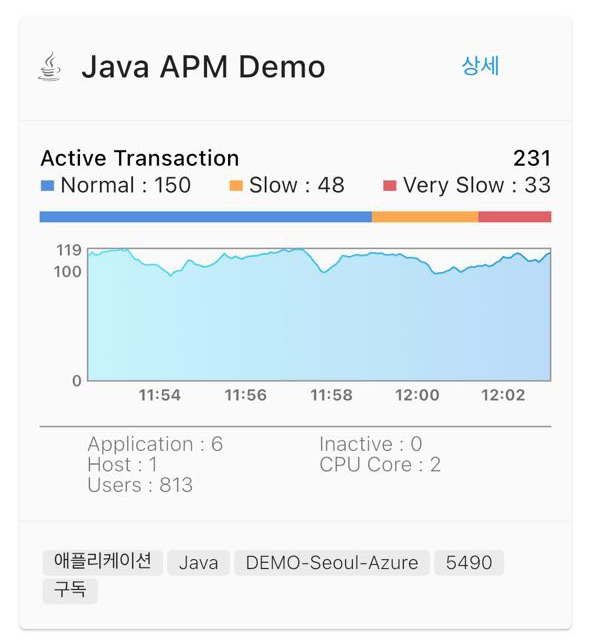 Java APM Demo 상세
Active Transaction 231
Normal : 150 Slow : 48 Very Slow : 33
119
100
0
11:54 11:56 11:58 12:00 12:02
Application : 6 Inactive : 0
Host : 1 CPU Core : 2
Users : 813
애플리케이션 Java DEMO-Seoul-Azure 5490
구독